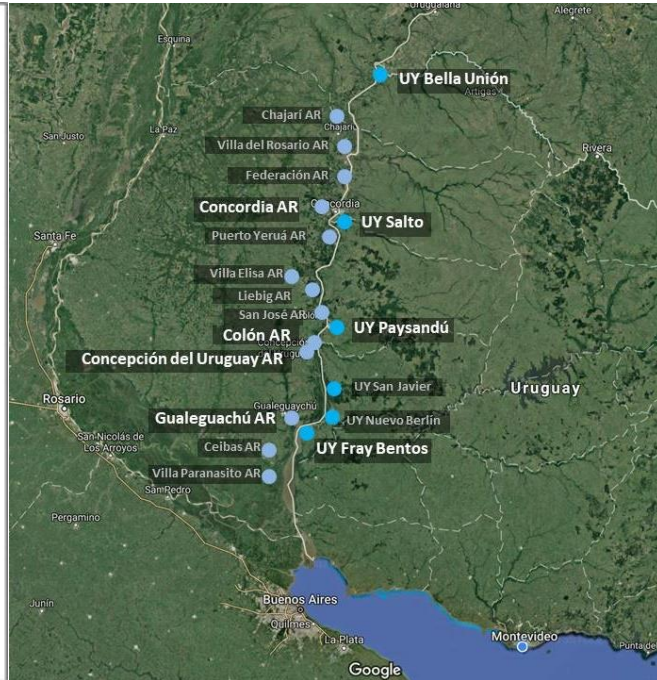 Uruguaiana
Alegrete
Esquina
UY Bella Unión
Artigas
Chajarí AR
Chajarí
La Paz
San Justo
Villa del Rosario AR
Rivera
Federación AR
Concordia AR
Concordia
UY Salto
Puerto Yeruá AR
Santa Fe
Villa Elisa AR
Liebig AR
San José AR
UY Paysandú
Colón AR
Concepción
Concepción del Uruguay AR
UY San Javier
Uruguay
Rosario
Gualeguaychú
Gualeguachú AR
UY Nuevo Berlín
San Nicolás de
Los Arroyos
Ceibas AR
UY Fray Bentos
Villa Paranasito AR
San Pedro
Pergamino
Junín
Buenos Aires
Quilmes
La Plata
Montevideo
Punta del
Google